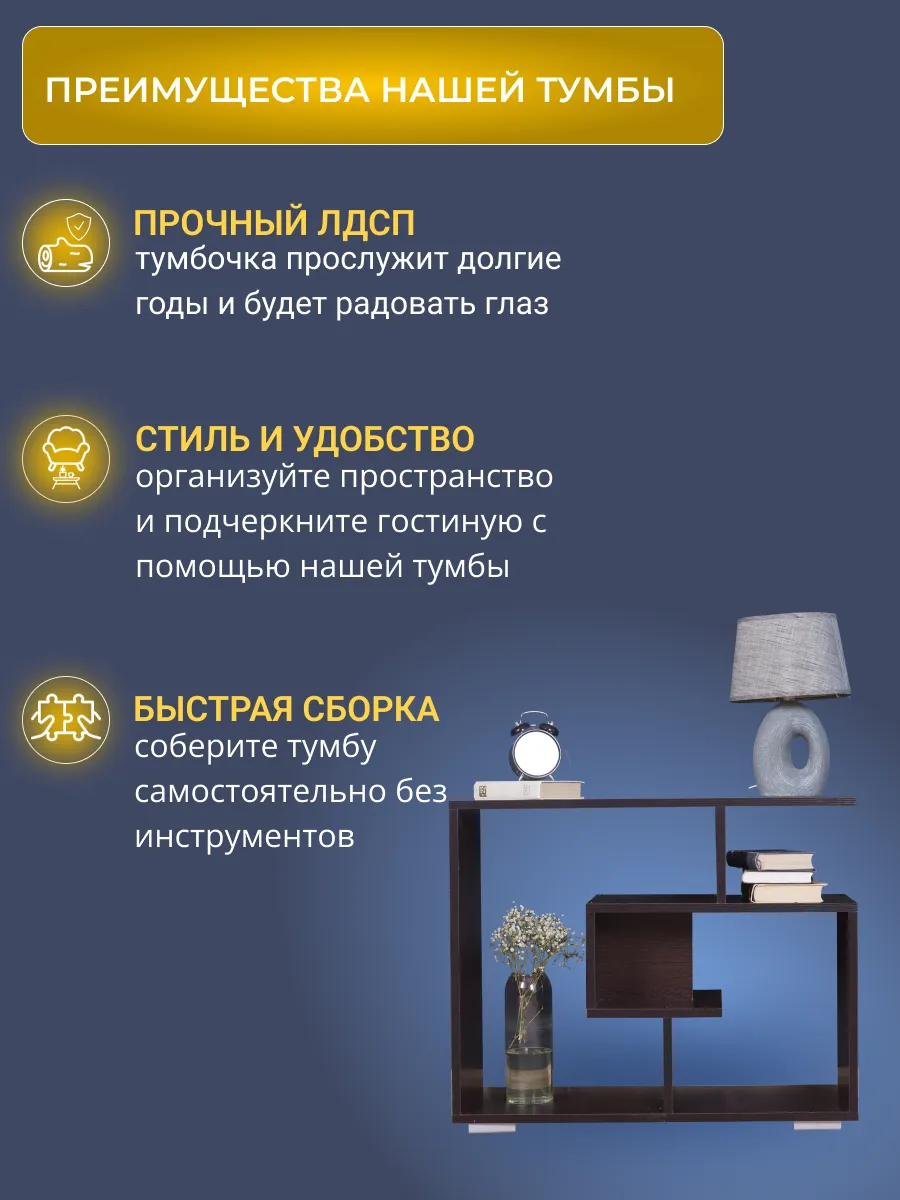 ПРЕИМУЩЕСТВА НАШЕЙ ТУМБЫ
ПРОЧНЫЙ ЛДСП
тумбочка прослужит долгие
годы и будет радовать глаз
СТИЛЬ И УДОБСТВО
организуйте пространство
и подчеркните гостиную с
помощью нашей тумбы
БЫСТРАЯ СБОРКА
соберите тумбу
самостоятельно без
инструментов